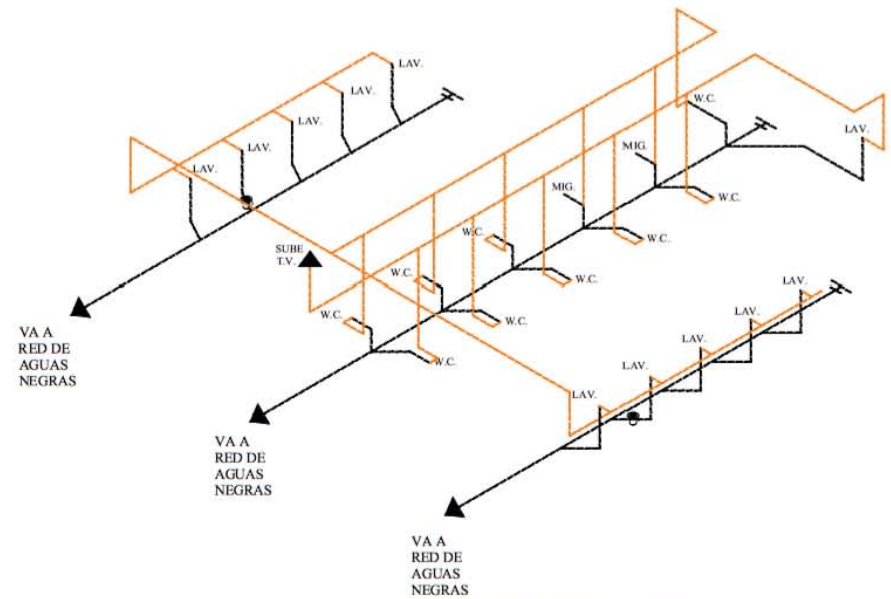 LAV.
LAV.
LAV.
LAV.
LAV.
W.C.
LAV.
MIG.
MIG.
W.C.
W.C.
W.C.
W.C.
W.C.
W.C.
W.C.
W.C.
SUBE
T.V.
LAV.
LAV.
LAV.
LAV.
LAV.
VA A
RED DE
AGUAS
NEGRAS
VA A
RED DE
AGUAS
NEGRAS
VA A
RED DE
AGUAS
NEGRAS